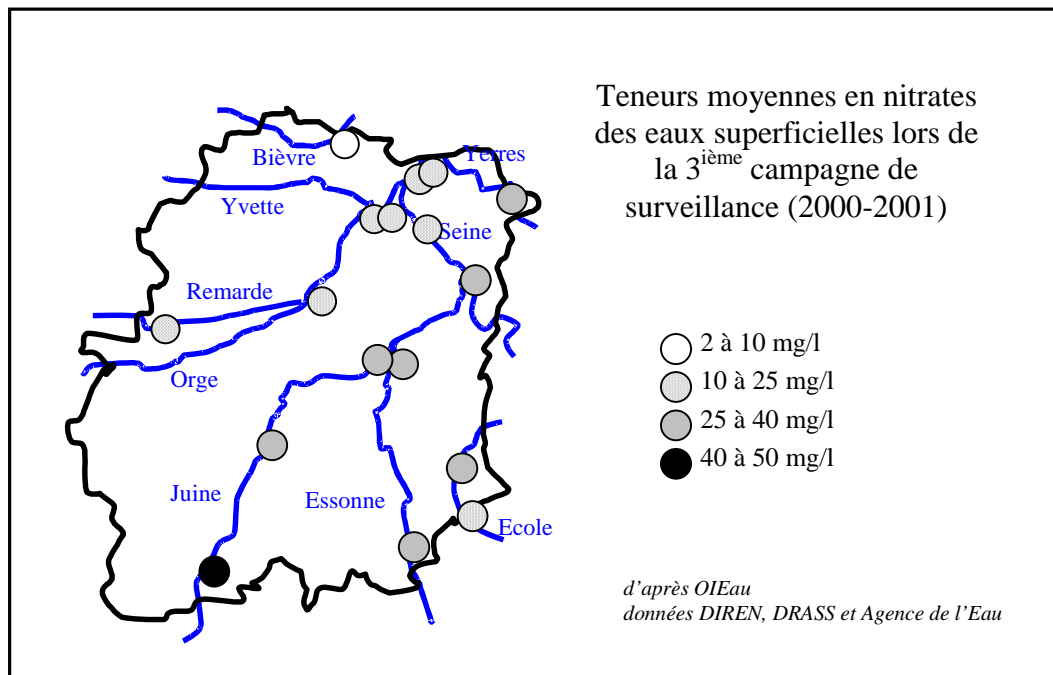 Teneurs moyennes en nitrates
des eaux superficielles lors de
la 3ième campagne de
surveillance (2000-2001)
Bièvre
Yerres
Yvette
Seine
Remarde
Orge
Juine
Essonne
Ecole
2 à 10 mg/l
10 à 25 mg/l
25 à 40 mg/l
40 à 50 mg/l
d'après OIEau
données DIREN, DRASS et Agence de l'Eau